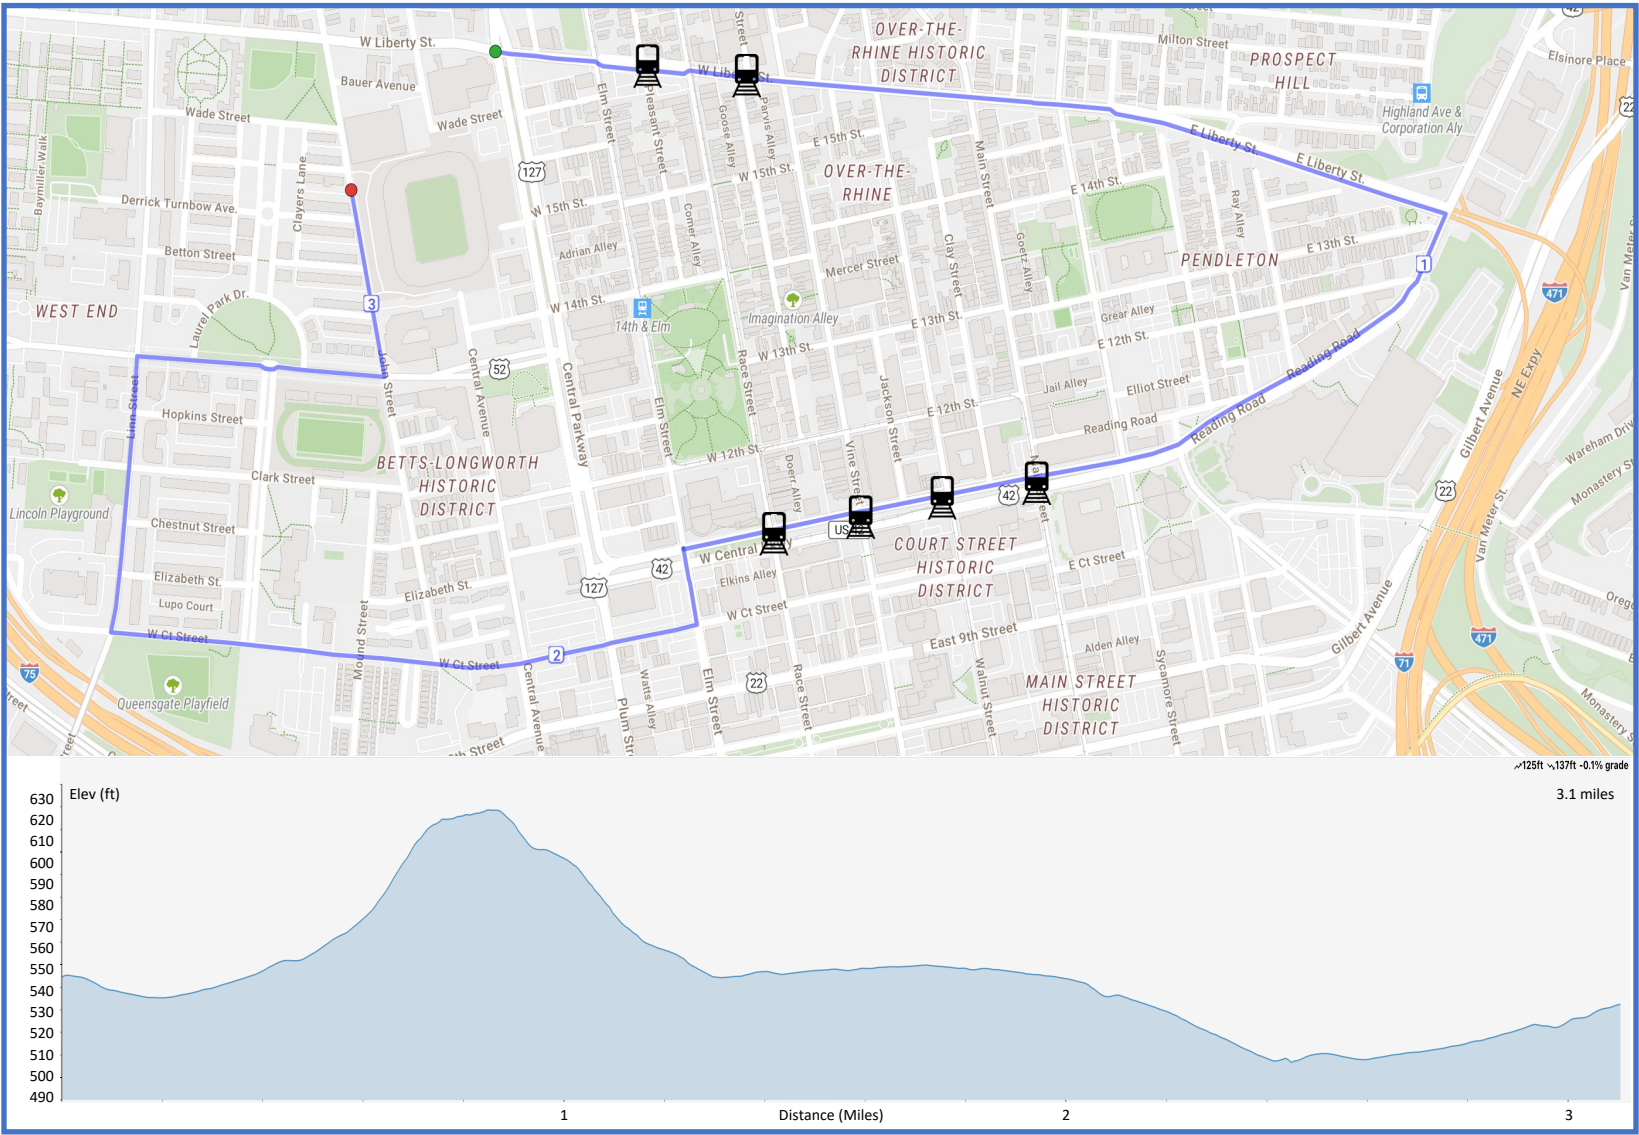 W Liberty St.
OVER-THE-
RHINE HISTORIC
DISTRICT
Milton Street
PROSPECT
HILL
Elsinore Place
42
22
Bauer Avenue
Wade Street
Wade Street
Baymiller Walk
Elm Street
Pleasant Street
Goose Alley
Parvis Alley
E 15th St.
Highland Ave &
Corporation Aly
E Liberty St.
E Liberty St.
127
W 15th St.
W 15th St.
OVER-THE-
RHINE
Main Street
E 14th St.
Ray Alley
Clayers Lane
Derrick Turnbow Ave.
Betton Street
Adrian Alley
Comer Alley
Mercer Street
Clay Street
Goetz Alley
PENDLETON
E 13th St.
1
471
WEST END
Laurel Park Dr.
3
W 14th St.
14th & Elm
Imagination Alley
E 13th St.
Grear Alley
E 12th St.
Reading Road
NE Expy
W 13th St.
Race Street
52
Central Avenue
Central Parkway
John Street
Jackson Street
Jail Alley
Elliot Street
E 12th St.
Reading Road
Reading Road
Gilbert Avenue
Linn Street
Hopkins Street
Elm Street
W 12th St.
Doerr Alley
Vine Street
Wareham Driv
Monastery St
BETTS-LONGWORTH
HISTORIC
DISTRICT
Clark Street
Lincoln Playground
Chestnut Street
42
22
Van Meter St.
W Central
COURT STREET
HISTORIC
DISTRICT
E Ct Street
42
127
Elkins Alley
Elizabeth St.
Elizabeth St.
Lupo Court
W Ct Street
W Ct Street
W Ct Street
2
East 9th Street
Alden Alley
Gilbert Avenue
471
71
75
Mound Street
Queensgate Playfield
Central Avenue
Plum Str
Watts Alley
Elm Street
22
Race Street
Walnut Street
MAIN STREET
HISTORIC
DISTRICT
Sycamore Street
Monastery S
125ft 137ft -0.1% grade
Elev (ft)
3.1 miles
630
620
610
600
590
580
570
560
550
540
530
520
510
500
490
1
Distance (Miles)
2
3